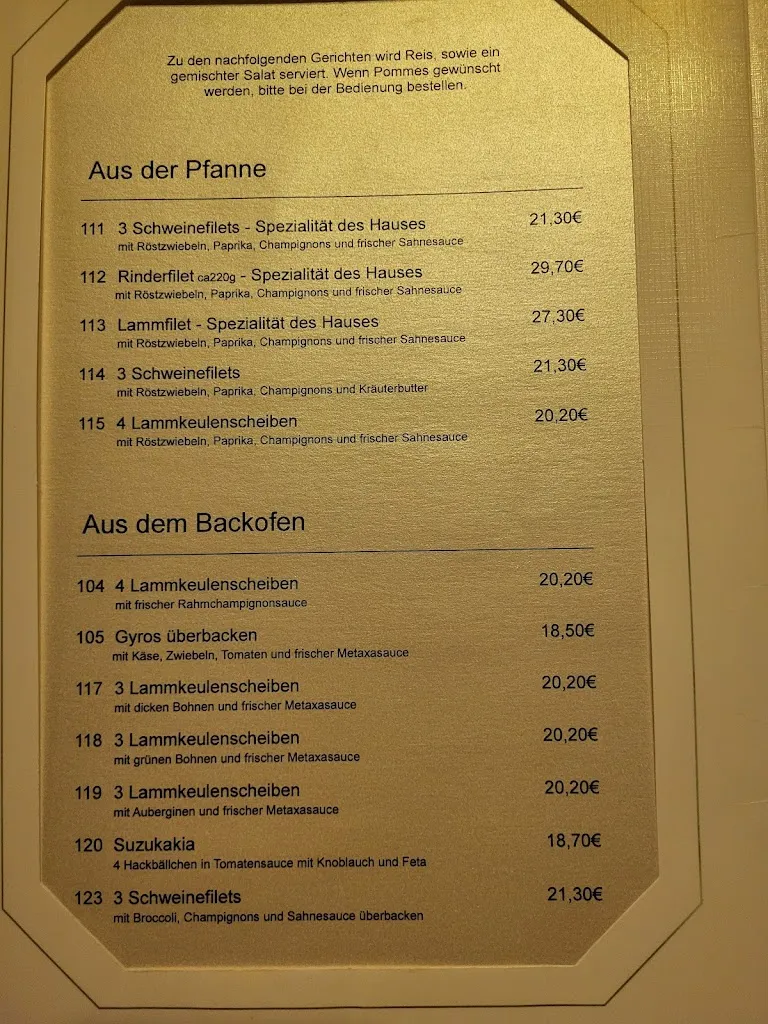 Zu den nachfolgenden Gerichten wird Reis, sowie ein
gemischter Salat serviert. Wenn Pommes gewünscht
werden, bitte bei der Bedienung bestellen.
Aus der Pfanne
111 3 Schweinefilets - Spezialität des Hauses 21,30€
mit Röstzwiebeln, Paprika, Champignons und frischer Sahnesauce
112 Rinderfilet ca220g - Spezialität des Hauses 29,70€
mit Röstzwiebeln, Paprika, Champignons und frischer Sahnesauce
113 Lammfilet - Spezialität des Hauses 27,30€
mit Röstzwiebeln, Paprika, Champignons und frischer Sahnesauce
114 3 Schweinefilets 21,30€
mit Röstzwiebeln, Paprika, Champignons und Kräuterbutter
115 4 Lammkeulenscheiben 20,20€
mit Röstzwiebeln, Paprika, Champignons und frischer Sahnesauce
Aus dem Backofen
104 4 Lammkeulenscheiben 20,20€
mit frischer Rahmchampignonsauce
105 Gyros überbacken 18,50€
mit Käse, Zwiebeln, Tomaten und frischer Metaxasauce
117 3 Lammkeulenscheiben 20,20€
mit dicken Bohnen und frischer Metaxasauce
118 3 Lammkeulenscheiben 20,20€
mit grünen Bohnen und frischer Metaxasauce
119 3 Lammkeulenscheiben 20,20€
mit Auberginen und frischer Metaxasauce
120 Suzukakia 18,70€
4 Hackbällchen in Tomatensauce mit Knoblauch und Feta
123 3 Schweinefilets 21,30€
mit Broccoli, Champignons und Sahnesauce überbacken